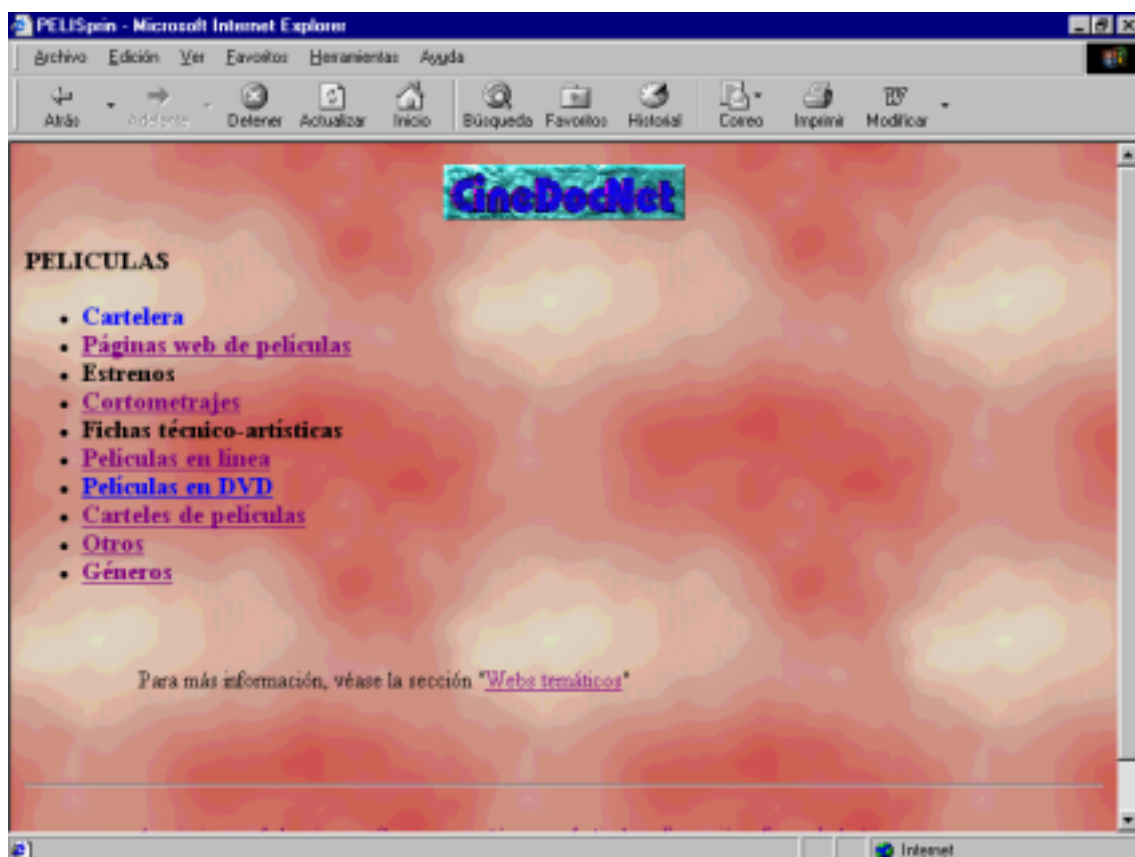 PELISprin - Microsoft Internet Explorer
Archivo Edición Ver Favoritos Herramientas Ayuda
Atrás Adelante Detener Actualizar Inicio Búsqueda Favoritos Historial Correo Imprimir Modificar
CineDocNet
PELICULAS
Cartelera
Páginas web de películas
Estrenos
Cortometrajes
Fichas técnico-artísticas
Películas en línea
Películas en DVD
Carteles de películas
Otros
Géneros
Para más información, véase la sección "Webs temáticos"
Internet